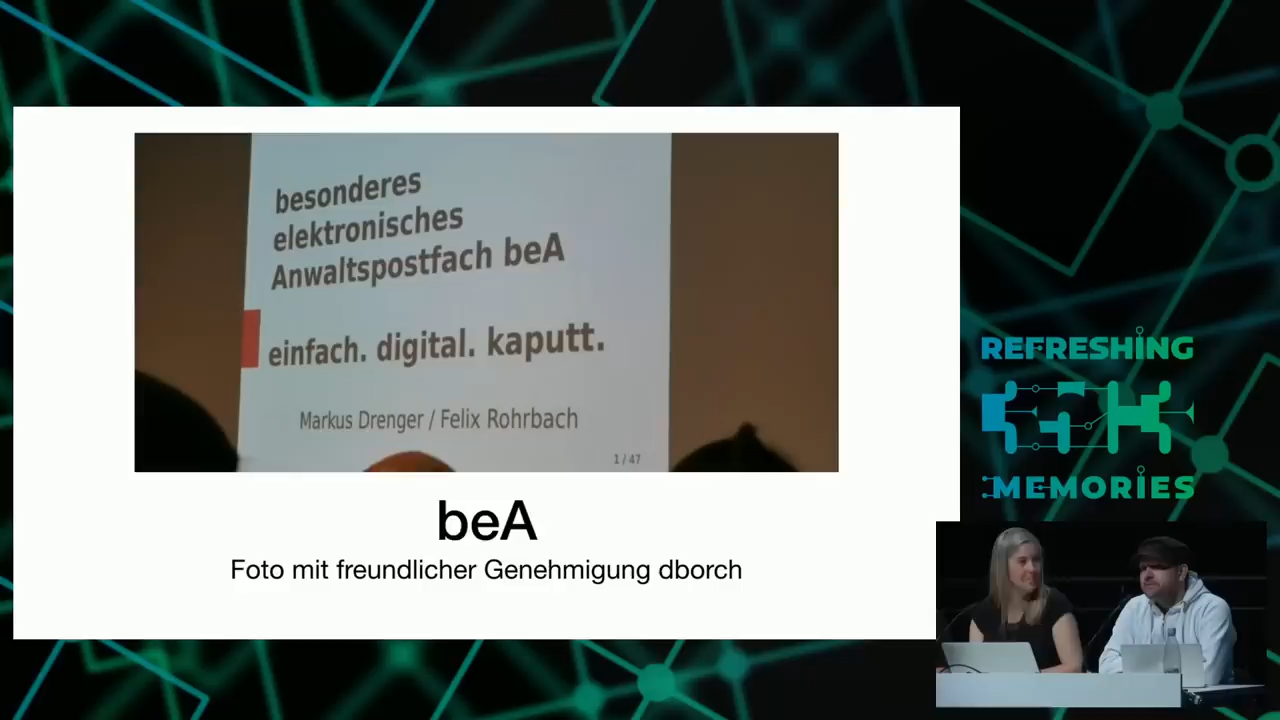 besonderes
elektronisches
Anwaltspostfach beA
einfach. digital. kaputt.
Markus Drenger / Felix Rohrbach
1 / 47
beA
Foto mit freundlicher Genehmigung dborch
REFRESHING
MEMORIES